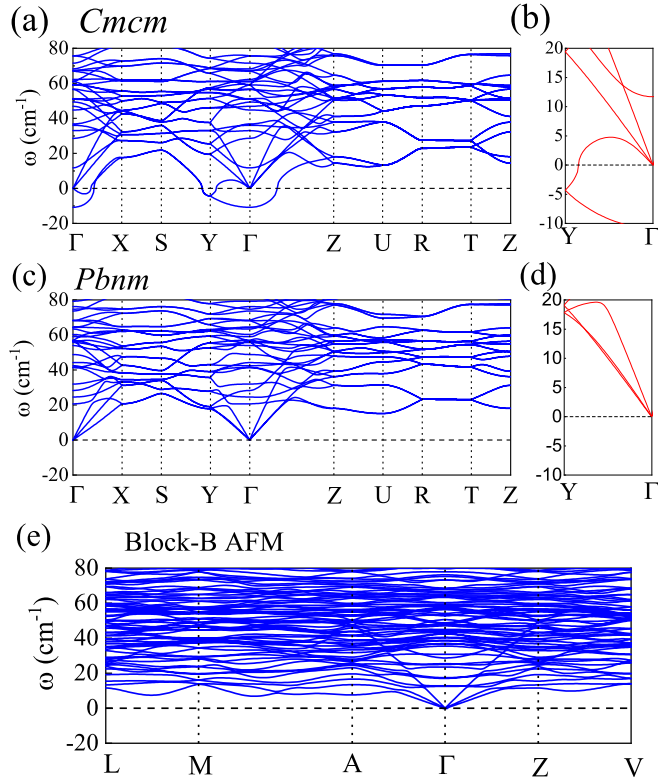 (a) Cmcm (b)
80
60
40
20
0
-20
ω (cm-1)
Γ X S Y Γ Z U R T Z
20
15
10
5
0
-5
-10
Y Γ
(c) Pbnm (d)
80
60
40
20
0
-20
ω (cm-1)
Γ X S Y Γ Z U R T Z
20
15
10
5
0
-5
-10
Y Γ
(e) Block-B AFM
80
60
40
20
0
-20
ω (cm-1)
L M A Γ Z V